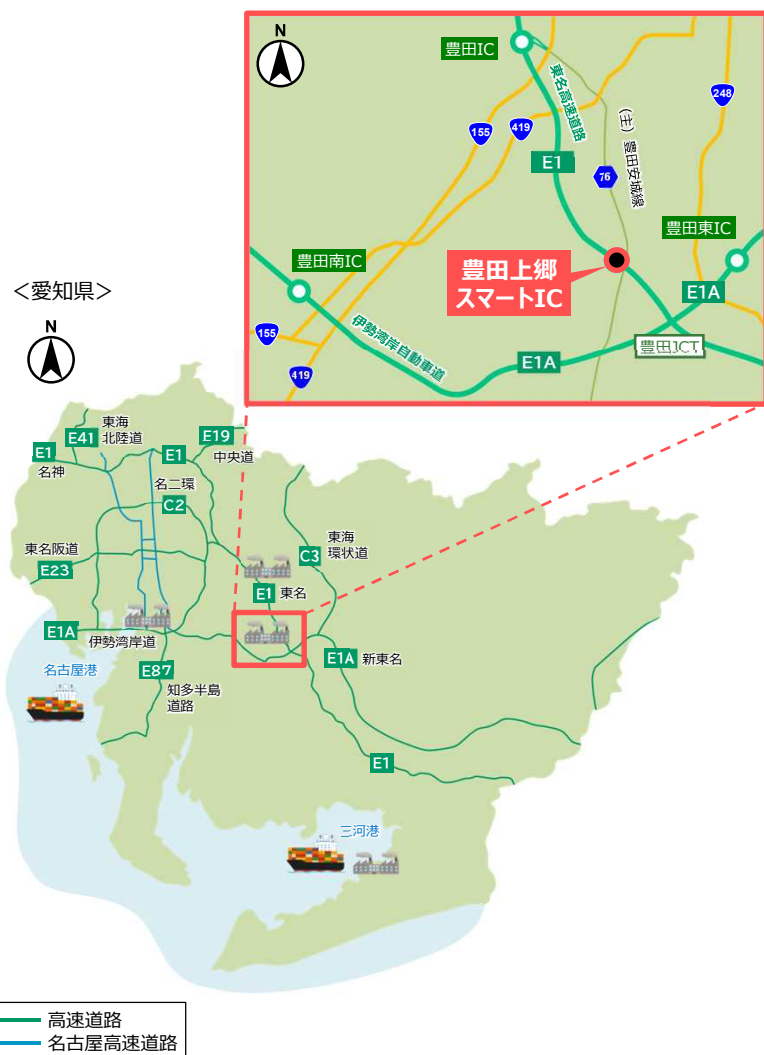 N
豊田IC
東名高速道路
E1
155
419
248
(主) 豊田安城線
76
豊田東IC
E1A
豊田南IC
豊田上郷
スマートIC
155
419
伊勢湾岸自動車道
E1A
豊田JCT
＜愛知県＞
N
E1
名神
E41
東海
北陸道
E1
E19
中央道
名二環
C2
東名阪道
E23
C3
東海
環状道
E1
東名
E1A
伊勢湾岸道
E1A
新東名
名古屋港
E87
知多半島
道路
E1
三河港
高速道路
名古屋高速道路